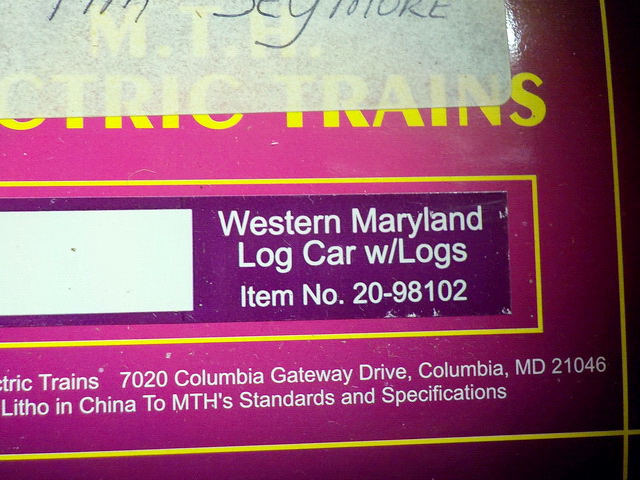 SEYMORE
M.T.H.
CTRIC TRAINS
Western Maryland
Log Car w/Logs
Item No. 20-98102
ctric Trains® 7020 Columbia Gateway Drive, Columbia, MD 21046
Litho in China To MTH's Standards and Specifications